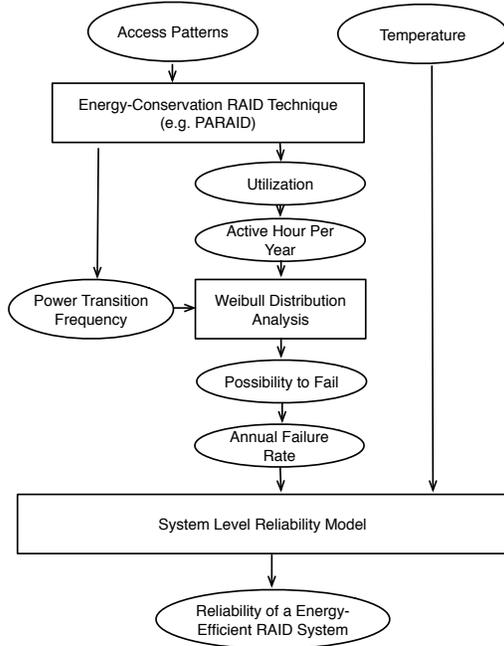 Access Patterns
Temperature
Energy-Conservation RAID Technique
(e.g. PARAID)
Utilization
Active Hour Per
Year
Power Transition
Frequency
Weibull Distribution
Analysis
Possibility to Fail
Annual Failure
Rate
System Level Reliability Model
Reliability of a Energy-
Efficient RAID System